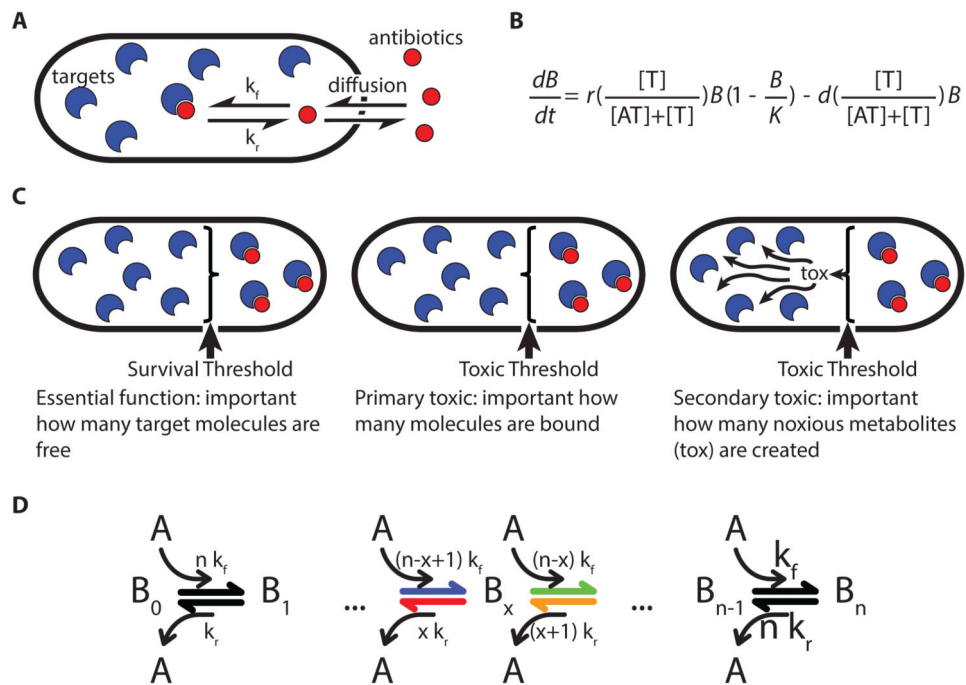 A
antibiotics
targets
diffusion
k_f
k_r
B
dB/dt = r([T]/([AT]+[T]))B(1 - B/K) - d([T]/([AT]+[T]))B
C
Survival Threshold
Essential function: important
how many target molecules are
free
Toxic Threshold
Primary toxic: important how
many molecules are bound
tox
Toxic Threshold
Secondary toxic: important
how many noxious metabolites
(tox) are created
D
A A A A
n k_f (n-x+1) k_f (n-x) k_f k_f
B_0 B_1 ... B_x ... B_n-1 B_n
k_r x k_r (x+1) k_r n k_r
A A A A